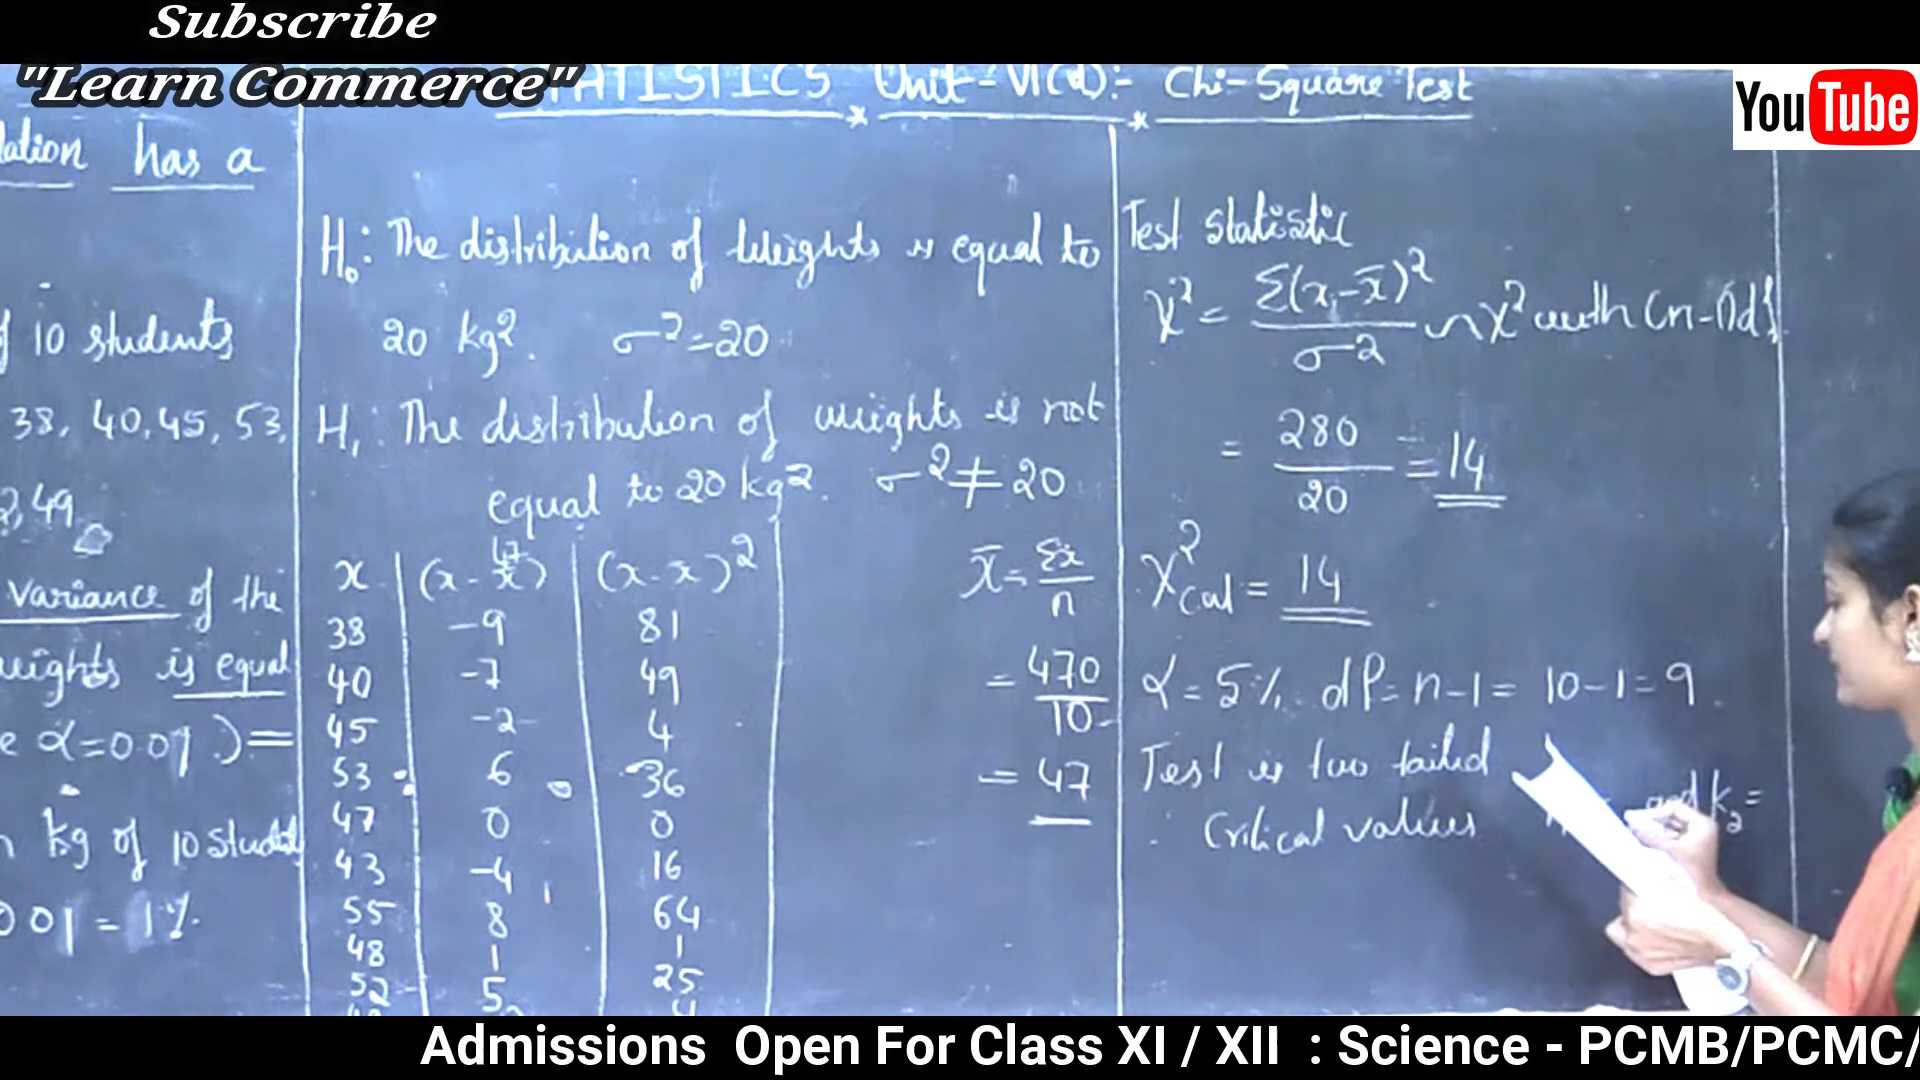 Subscribe
"Learn Commerce"
STATISTICS Unit-VI(d):- Chi-Square Test
YouTube
lation has a
f 10 students
38, 40, 45, 53,
2, 49
variance of the
weights is equal
e α=0.01.)=
n kg of 10 Studnt
0.01 = 1%.
H₀: The distribution of Weights is equal to
20 kg². σ²=20
H₁: The distribution of weights is not
equal to 20 kg². σ²≠20
x | (x-x̄) 47 | (x-x̄)²
38 -9 81
40 -7 49
45 -2 4
53 6 36
47 0 0
43 -4 16
55 8 64
48 1 1
52 5 25
x̄ = Σx/n
= 470/10
= 47
Test statistic
χ² = Σ(xᵢ-x̄)²/σ² ~ χ² with (n-1)df
= 280/20 = 14
χ²cal = 14
α = 5%. df = n-1 = 10-1 = 9.
Test is two tailed
∴ Critical values and k₂ =
Admissions Open For Class XI / XII : Science - PCMB/PCMC/